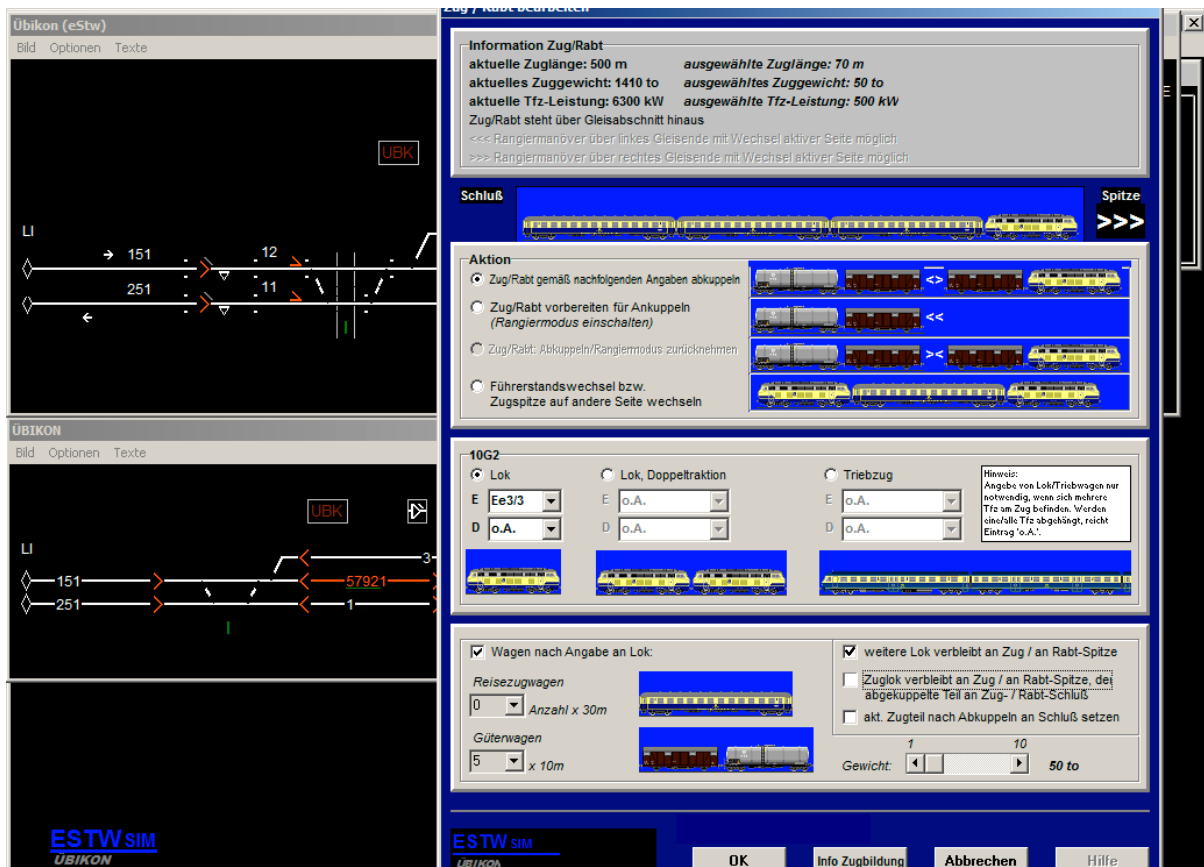 Übikon (eStw)
Bild Optionen Texte
UBK
LI
151
12
251
11
ÜBIKON
Bild Optionen Texte
UBK
LI
3
151
57921
251
1
ESTW SIM
ÜBIKON
Zug / Rabt bearbeiten
Information Zug/Rabt
aktuelle Zuglänge: 500 m ausgewählte Zuglänge: 70 m
aktuelles Zuggewicht: 1410 to ausgewähltes Zuggewicht: 50 to
aktuelle Tfz-Leistung: 6300 kW ausgewählte Tfz-Leistung: 500 kW
Zug/Rabt steht über Gleisabschnitt hinaus
<<< Rangiermanöver über linkes Gleisende mit Wechsel aktiver Seite möglich
>>> Rangiermanöver über rechtes Gleisende mit Wechsel aktiver Seite möglich
Schluß
Spitze
>>>
Aktion
Zug/Rabt gemäß nachfolgenden Angaben abkuppeln
<>
Zug/Rabt vorbereiten für Ankuppeln
(Rangiermodus einschalten)
<<
Zug/Rabt: Abkuppeln/Rangiermodus zurücknehmen
><
Führerstandswechsel bzw.
Zugspitze auf andere Seite wechseln
10G2
Lok
E Ee3/3
D o.A.
Lok, Doppeltraktion
E o.A.
D o.A.
Triebzug
E o.A.
D o.A.
Hinweis:
Angabe von Lok/Triebwagen nur
notwendig, wenn sich mehrere
Tfz am Zug befinden. Werden
eine/alle Tfz abgehängt, reicht
Eintrag 'o.A.'.
Wagen nach Angabe an Lok:
Reisezugwagen
0 Anzahl x 30m
Güterwagen
5 x 10m
weitere Lok verbleibt an Zug / an Rabt-Spitze
Zuglok verbleibt an Zug / an Rabt-Spitze, der
abgekuppelte Teil an Zug- / Rabt-Schluß
akt. Zugteil nach Abkuppeln an Schluß setzen
1 10
Gewicht: 50 to
ESTW SIM
ÜBIKON
OK
Info Zugbildung
Abbrechen
Hilfe
E